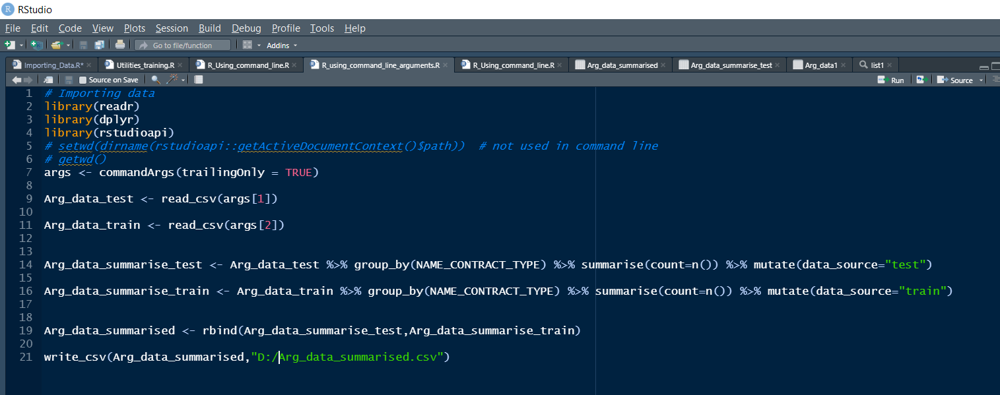 R RStudio
File Edit Code View Plots Session Build Debug Profile Tools Help
Go to file/function Addins
Importing_Data.R* Utilities_training.R R_Using_command_line.R R_using_command_line_arguments.R R_Using_command_line.R Arg_data_summarised Arg_data_summarise_test Arg_data1 list1
Source on Save Run Source
1 # Importing data
2 library(readr)
3 library(dplyr)
4 library(rstudioapi)
5 # setwd(dirname(rstudioapi::getActiveDocumentContext()$path))  # not used in command line
6 # getwd()
7 args <- commandArgs(trailingOnly = TRUE)
8
9 Arg_data_test <- read_csv(args[1])
10
11 Arg_data_train <- read_csv(args[2])
12
13
14 Arg_data_summarise_test <- Arg_data_test %>% group_by(NAME_CONTRACT_TYPE) %>% summarise(count=n()) %>% mutate(data_source="test")
15
16 Arg_data_summarise_train <- Arg_data_train %>% group_by(NAME_CONTRACT_TYPE) %>% summarise(count=n()) %>% mutate(data_source="train")
17
18
19 Arg_data_summarised <- rbind(Arg_data_summarise_test,Arg_data_summarise_train)
20
21 write_csv(Arg_data_summarised,"D:/Arg_data_summarised.csv")